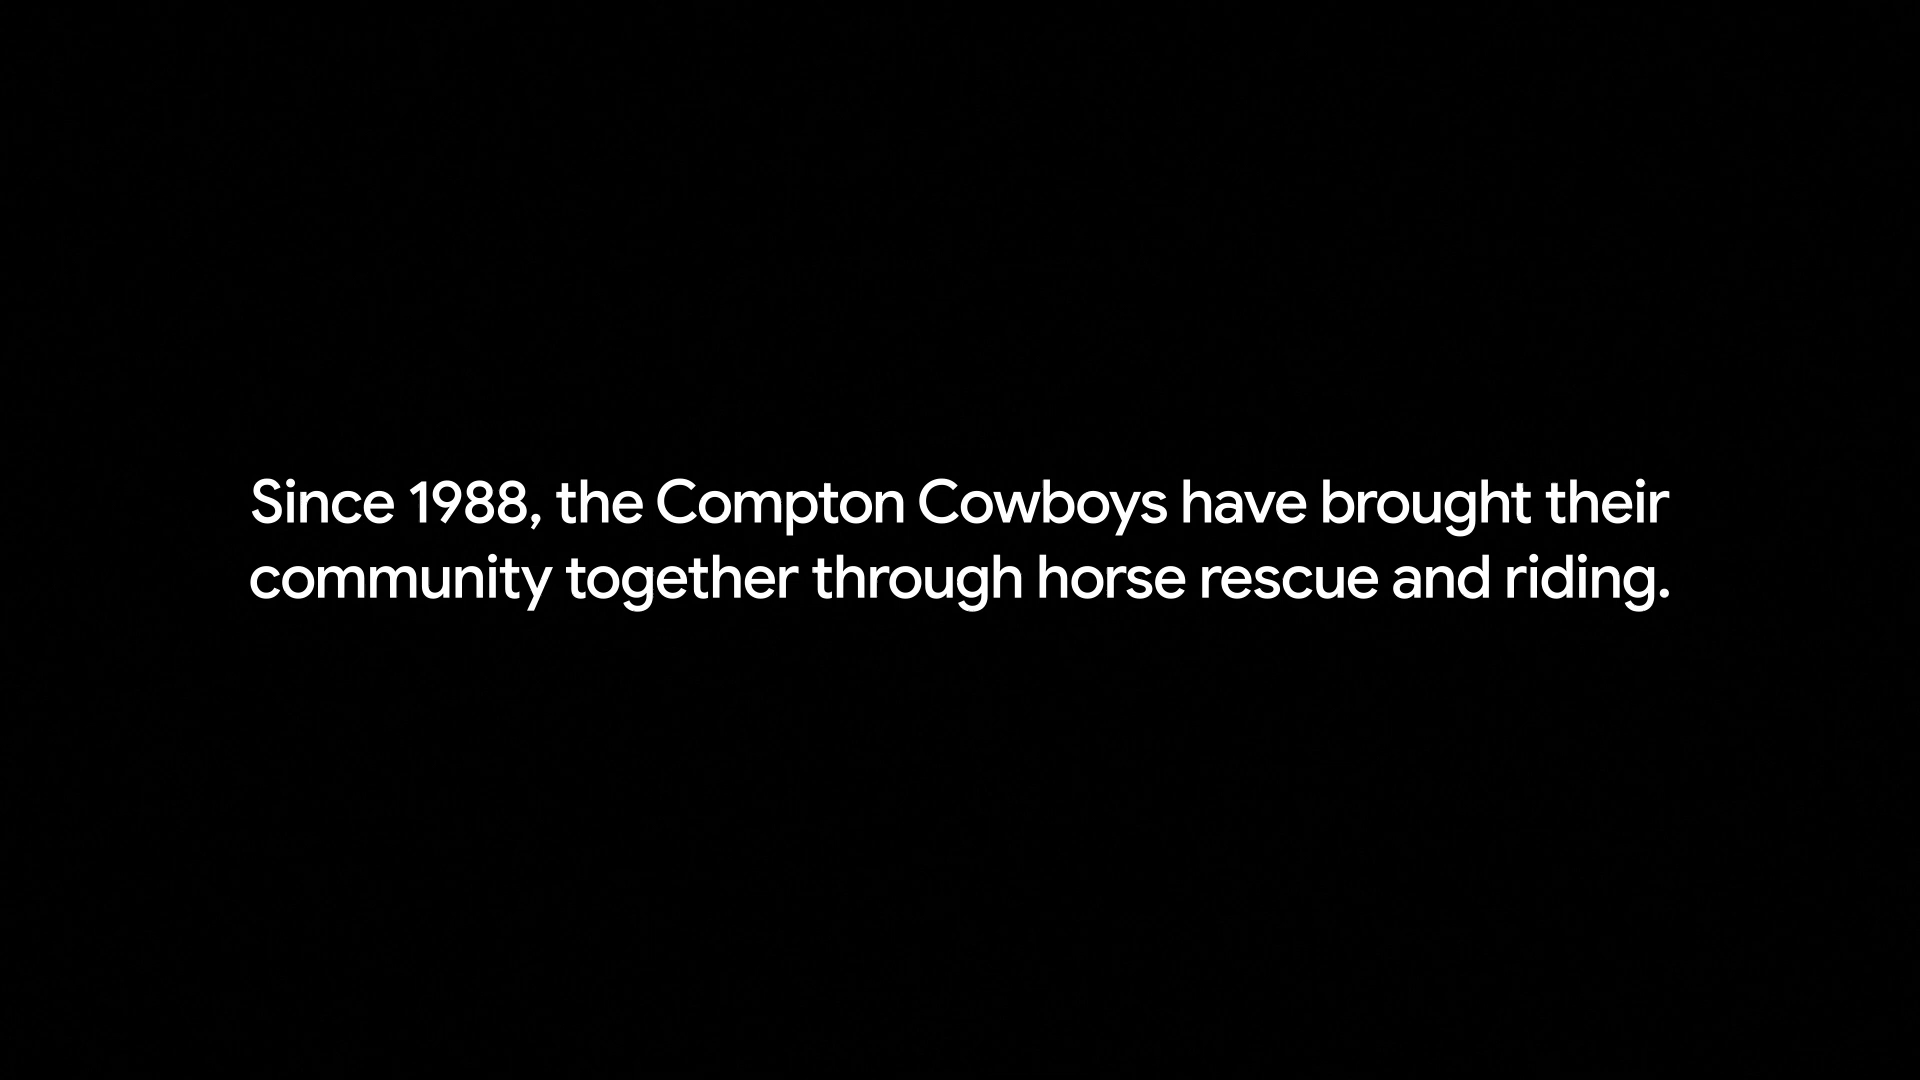 Since 1988, the Compton Cowboys have brought their
community together through horse rescue and riding.